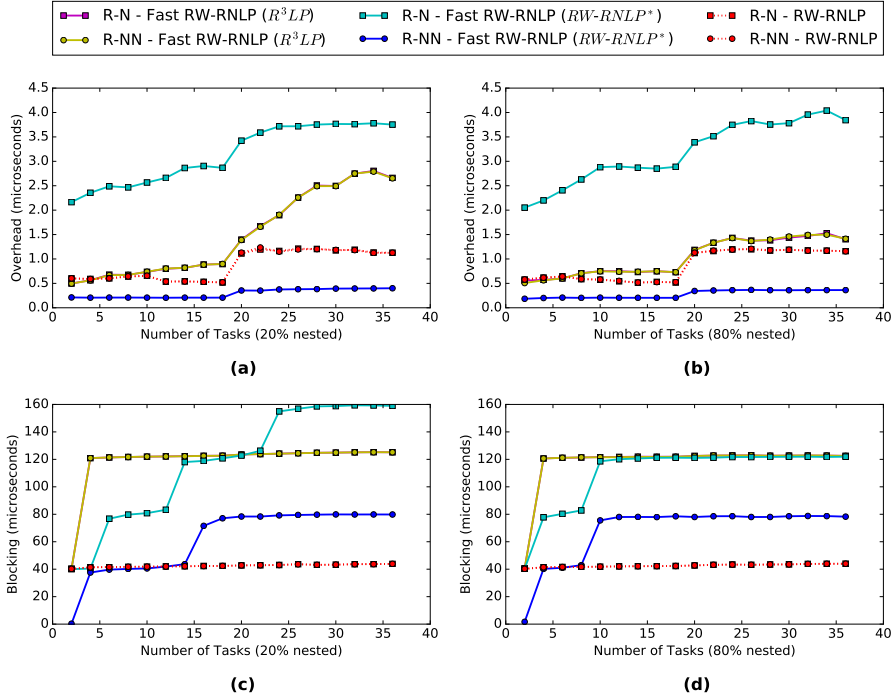 R-N - Fast RW-RNLP (R³LP)
R-NN - Fast RW-RNLP (R³LP)
R-N - Fast RW-RNLP (RW-RNLP*)
R-NN - Fast RW-RNLP (RW-RNLP*)
R-N - RW-RNLP
R-NN - RW-RNLP
Overhead (microseconds)
4.5
4.0
3.5
3.0
2.5
2.0
1.5
1.0
0.5
0.0
0 5 10 15 20 25 30 35 40
Number of Tasks (20% nested)
(a)
Overhead (microseconds)
4.5
4.0
3.5
3.0
2.5
2.0
1.5
1.0
0.5
0.0
0 5 10 15 20 25 30 35 40
Number of Tasks (80% nested)
(b)
Blocking (microseconds)
160
140
120
100
80
60
40
20
0
0 5 10 15 20 25 30 35 40
Number of Tasks (20% nested)
(c)
Blocking (microseconds)
160
140
120
100
80
60
40
20
0
0 5 10 15 20 25 30 35 40
Number of Tasks (80% nested)
(d)